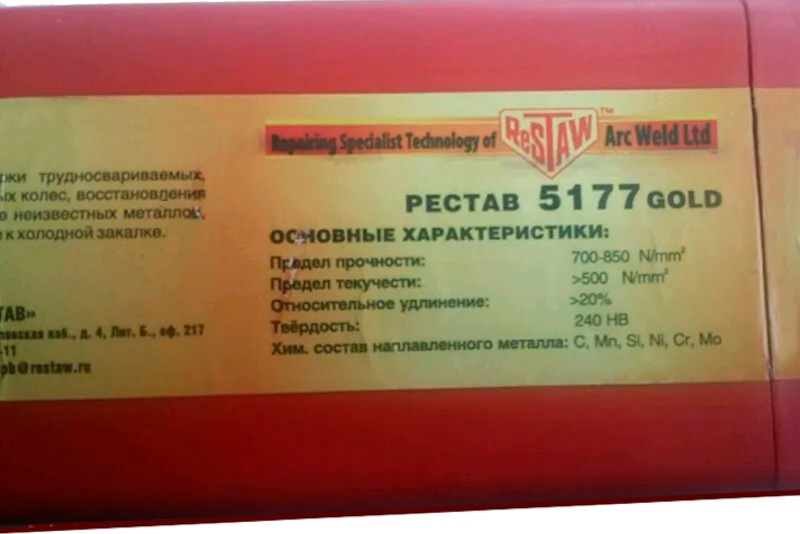 рки трудносвариваемых,
ых колес, восстановления
е неизвестных металлов,
к холодной закалке.
ТАВ»
ловская наб., д. 4, Лит. Б., оф. 217
-11
pb@restaw.ru
Repairing Specialist Technology of ReSTAW™ Arc Weld Ltd
РЕСТАВ 5177 GOLD
ОСНОВНЫЕ ХАРАКТЕРИСТИКИ:
Предел прочности: 700-850 N/mm²
Предел текучести: >500 N/mm²
Относительное удлинение: >20%
Твёрдость: 240 HB
Хим. состав наплавленного металла: C, Mn, Si, Ni, Cr, Mo